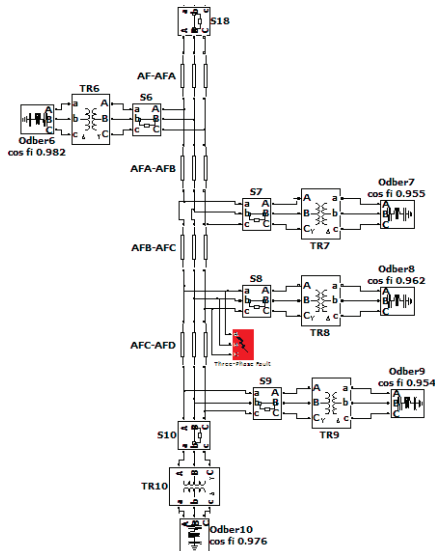 A B C
S18
a b c
AF-AFA
TR6
S6
A a A a A
B b B b B
C c C c C
Odber6
cos fi 0.982
AFA-AFB
S7
Odber7
cos fi 0.955
a A A a A
b B B b B
c C C c C
TR7
AFB-AFC
S8
Odber8
cos fi 0.962
a A A a A
b B B b B
c C C c C
TR8
AFC-AFD
Three-Phase Fault
S9
Odber9
cos fi 0.954
a A A a A
b B B b B
c C C c C
TR9
S10
a b c
A B C
TR10
A B C
a b c
A B C
Odber10
cos fi 0.976